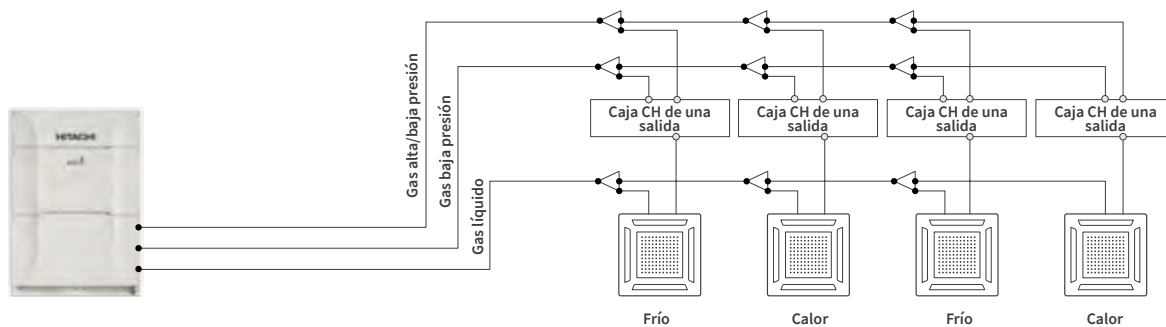 HITACHI
Gas alta/baja presión
Gas baja presión
Gas líquido
Caja CH de una
salida
Caja CH de una
salida
Caja CH de una
salida
Caja CH de una
salida
Frío
Calor
Frío
Calor